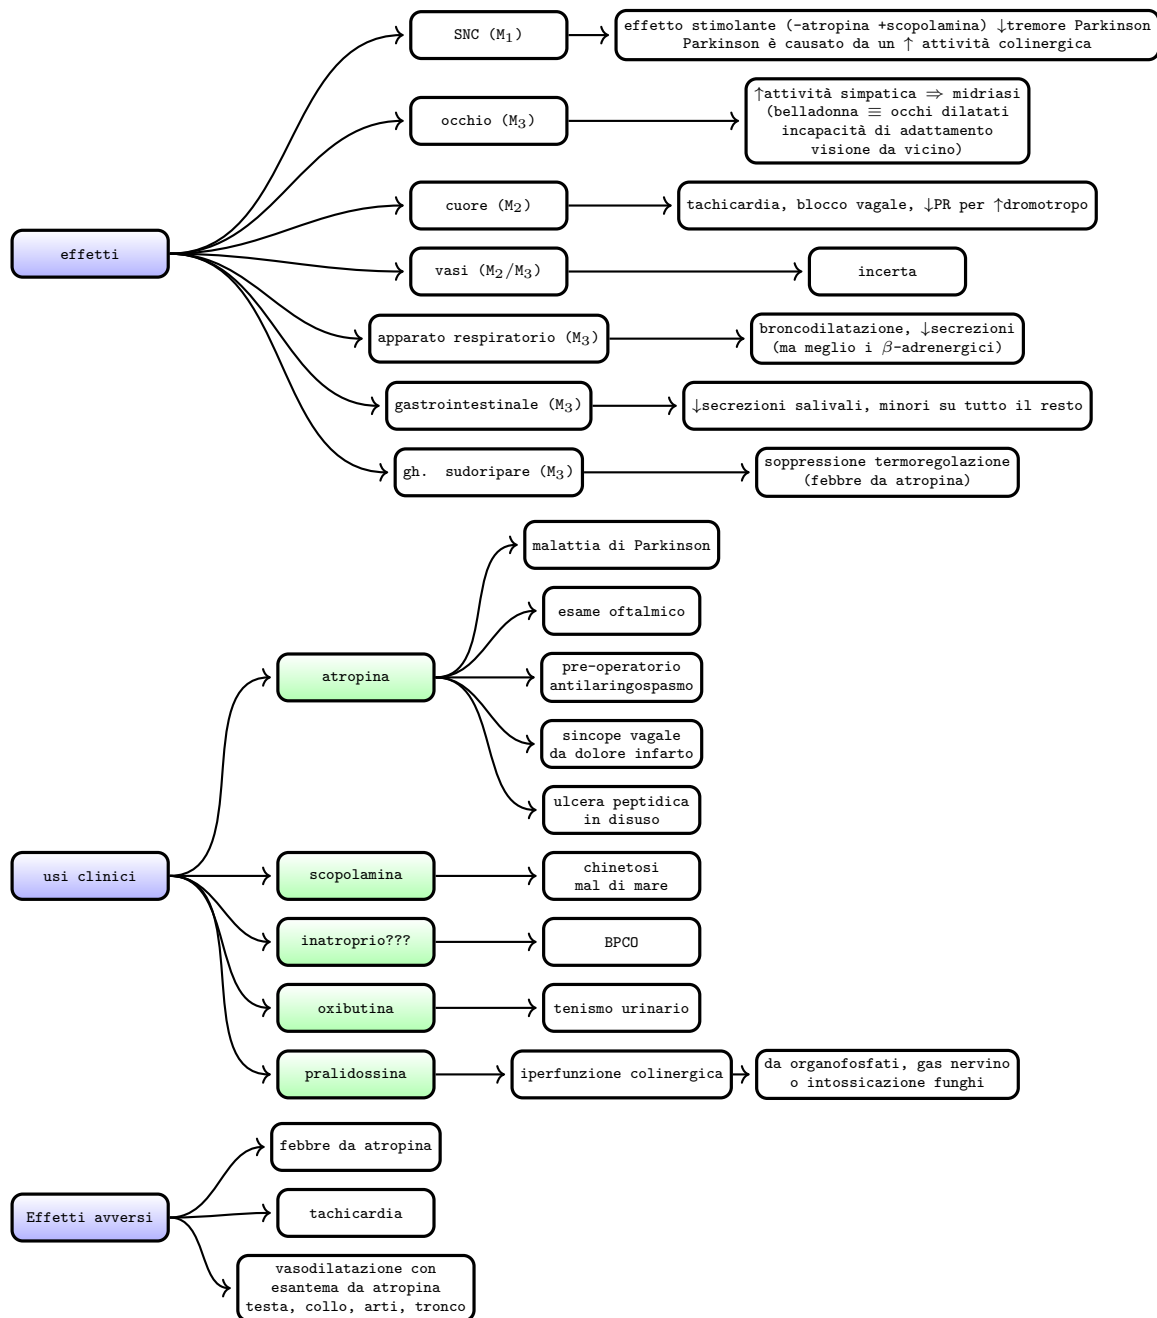 effetti
SNC (M₁)
effetto stimolante (-atropina +scopolamina) ↓tremore Parkinson
Parkinson è causato da un ↑ attività colinergica
occhio (M₃)
↑attività simpatica ⇒ midriasi
(belladonna ≡ occhi dilatati
incapacità di adattamento
visione da vicino)
cuore (M₂)
tachicardia, blocco vagale, ↓PR per ↑dromotropo
vasi (M₂/M₃)
incerta
apparato respiratorio (M₃)
broncodilatazione, ↓secrezioni
(ma meglio i β-adrenergici)
gastrointestinale (M₃)
↓secrezioni salivali, minori su tutto il resto
gh. sudoripare (M₃)
soppressione termoregolazione
(febbre da atropina)
usi clinici
atropina
malattia di Parkinson
esame oftalmico
pre-operatorio
antilaringospasmo
sincope vagale
da dolore infarto
ulcera peptidica
in disuso
scopolamina
chinetosi
mal di mare
inatroprio???
BPCO
oxibutina
tenismo urinario
pralidossina
iperfunzione colinergica
da organofosfati, gas nervino
o intossicazione funghi
Effetti avversi
febbre da atropina
tachicardia
vasodilatazione con
esantema da atropina
testa, collo, arti, tronco